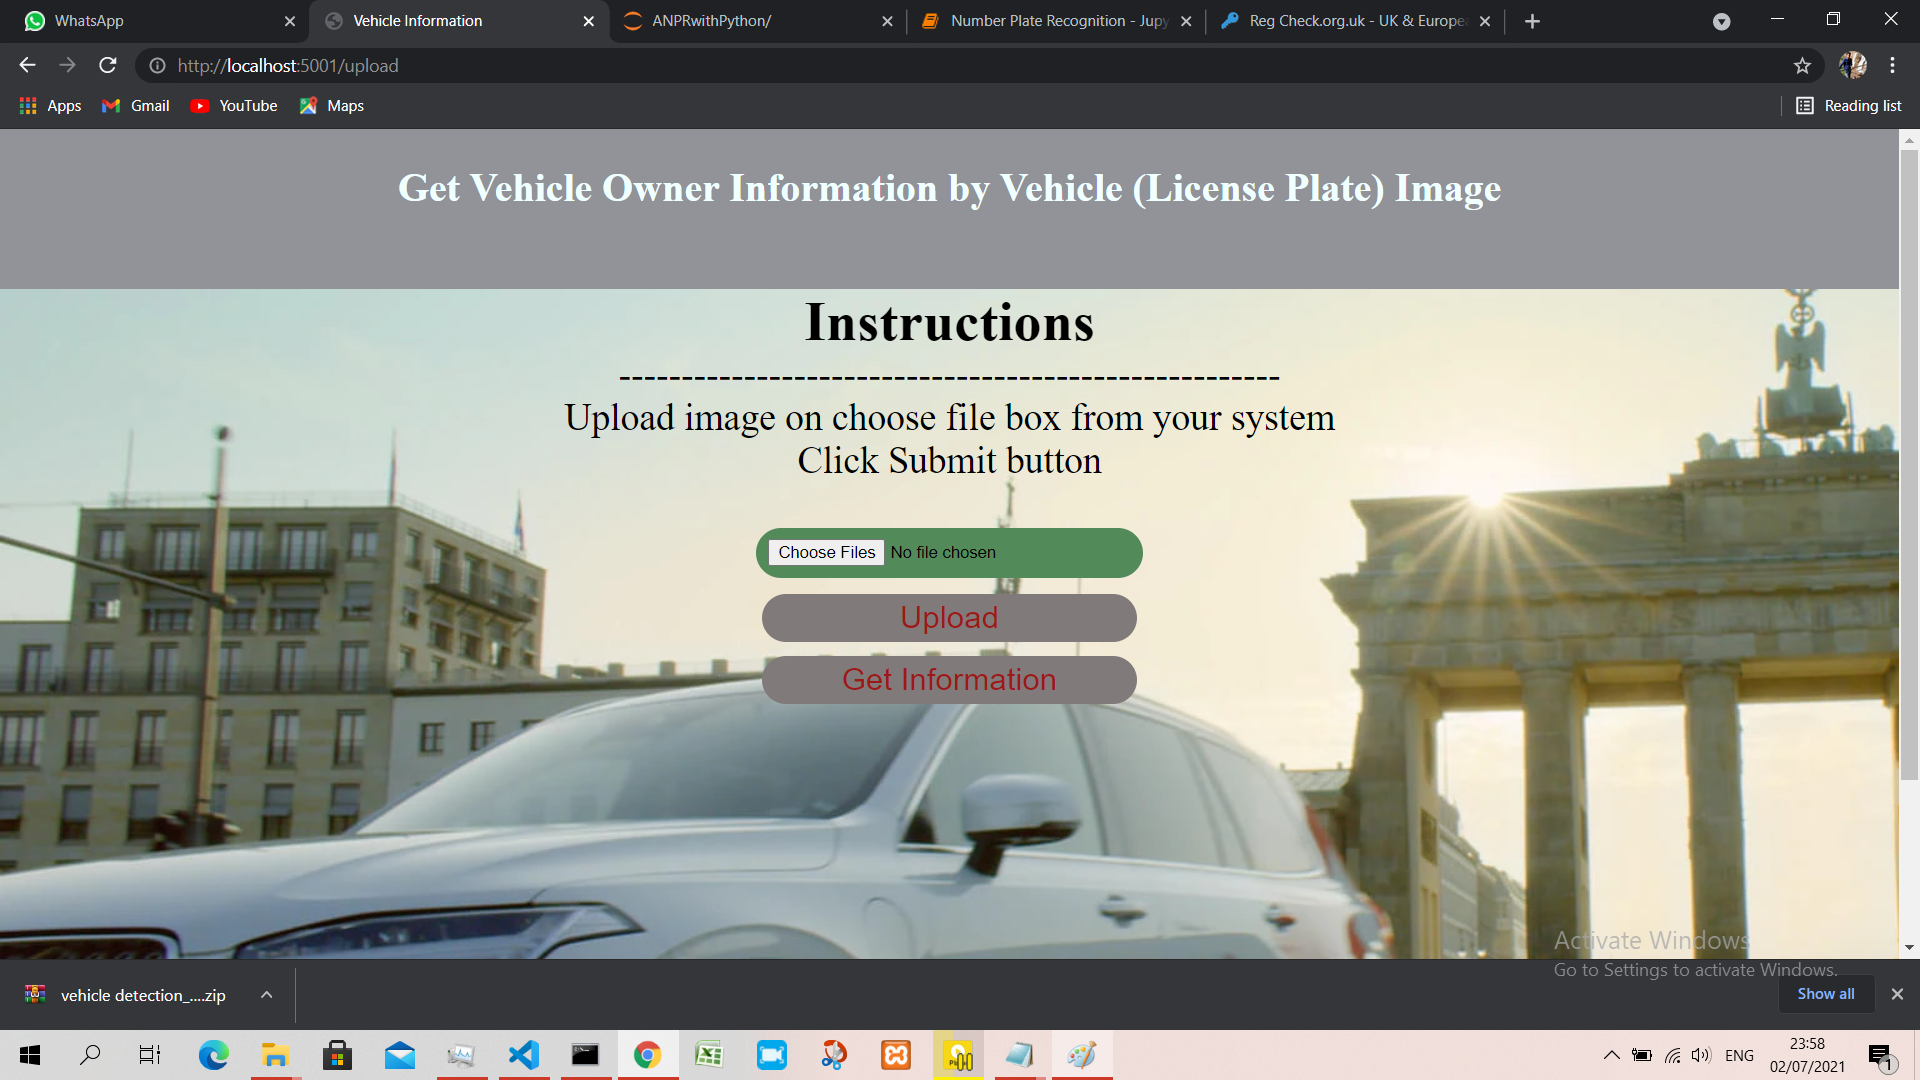 WhatsApp
Vehicle Information
ANPRwithPython/
Number Plate Recognition - Jupy
Reg Check.org.uk - UK & Europea
http://localhost:5001/upload
Apps
Gmail
YouTube
Maps
Reading list
Get Vehicle Owner Information by Vehicle (License Plate) Image
Instructions
-----------------------------------------------------
Upload image on choose file box from your system
Click Submit button
Choose Files No file chosen
Upload
Get Information
Activate Windows
Go to Settings to activate Windows.
vehicle detection_....zip
Show all
ENG
23:58
02/07/2021
1